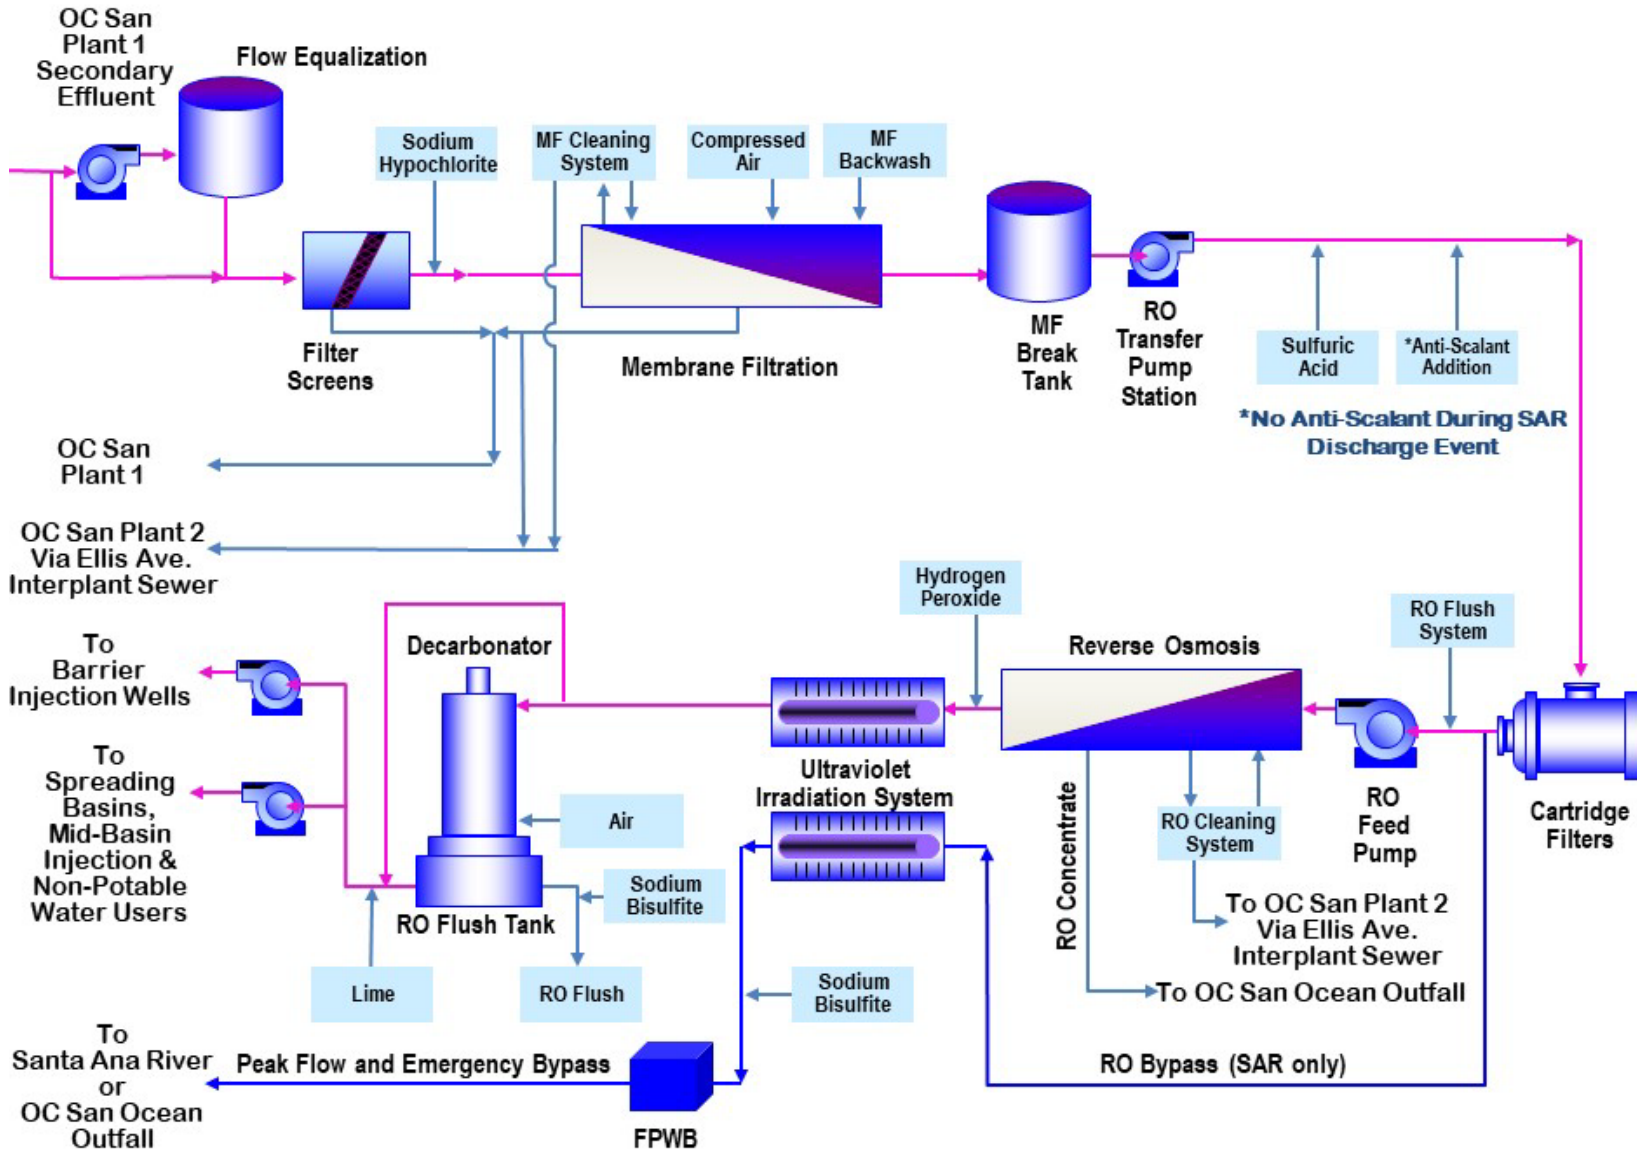 OC San
Plant 1
Secondary
Effluent
Flow Equalization
Sodium
Hypochlorite
MF Cleaning
System
Compressed
Air
MF
Backwash
Filter
Screens
Membrane Filtration
MF
Break
Tank
RO
Transfer
Pump
Station
Sulfuric
Acid
*Anti-Scalant
Addition
*No Anti-Scalant During SAR
Discharge Event
OC San
Plant 1
OC San Plant 2
Via Ellis Ave.
Interplant Sewer
Hydrogen
Peroxide
RO Flush
System
To
Barrier
Injection Wells
Decarbonator
Reverse Osmosis
To
Spreading
Basins,
Mid-Basin
Injection &
Non-Potable
Water Users
Ultraviolet
Irradiation System
Air
RO Concentrate
RO Cleaning
System
RO
Feed
Pump
Cartridge
Filters
Sodium
Bisulfite
RO Flush Tank
To OC San Plant 2
Via Ellis Ave.
Interplant Sewer
Lime
RO Flush
Sodium
Bisulfite
To OC San Ocean Outfall
To
Santa Ana River
or
OC San Ocean
Outfall
Peak Flow and Emergency Bypass
RO Bypass (SAR only)
FPWB